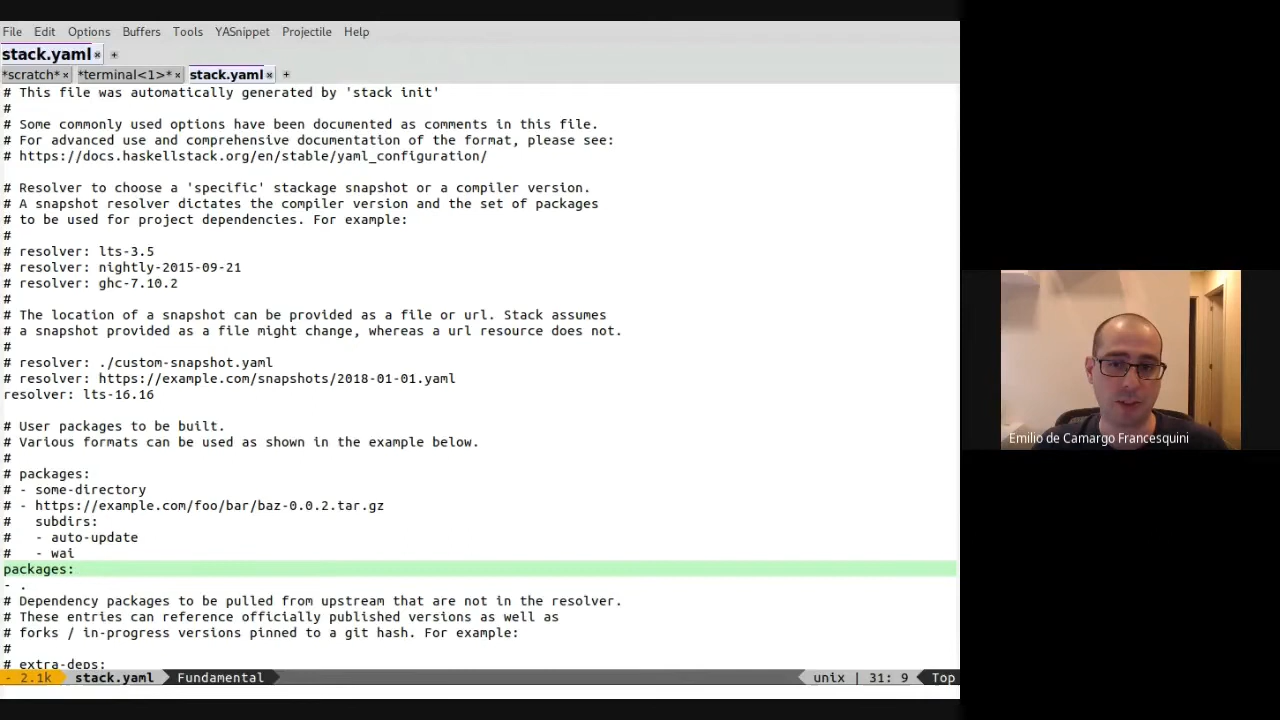 File Edit Options Buffers Tools YASnippet Projectile Help
stack.yaml
*scratch* *terminal<1>* stack.yaml
# This file was automatically generated by 'stack init'
#
# Some commonly used options have been documented as comments in this file.
# For advanced use and comprehensive documentation of the format, please see:
# https://docs.haskellstack.org/en/stable/yaml_configuration/
# Resolver to choose a 'specific' stackage snapshot or a compiler version.
# A snapshot resolver dictates the compiler version and the set of packages
# to be used for project dependencies. For example:
#
# resolver: lts-3.5
# resolver: nightly-2015-09-21
# resolver: ghc-7.10.2
#
# The location of a snapshot can be provided as a file or url. Stack assumes
# a snapshot provided as a file might change, whereas a url resource does not.
#
# resolver: ./custom-snapshot.yaml
# resolver: https://example.com/snapshots/2018-01-01.yaml
resolver: lts-16.16
# User packages to be built.
# Various formats can be used as shown in the example below.
#
# packages:
# - some-directory
# - https://example.com/foo/bar/baz-0.0.2.tar.gz
#   subdirs:
#   - auto-update
#   - wai
packages:
- .
# Dependency packages to be pulled from upstream that are not in the resolver.
# These entries can reference officially published versions as well as
# forks / in-progress versions pinned to a git hash. For example:
#
# extra-deps:
- 2.1k stack.yaml Fundamental unix | 31: 9 Top
Emilio de Camargo Francesquini